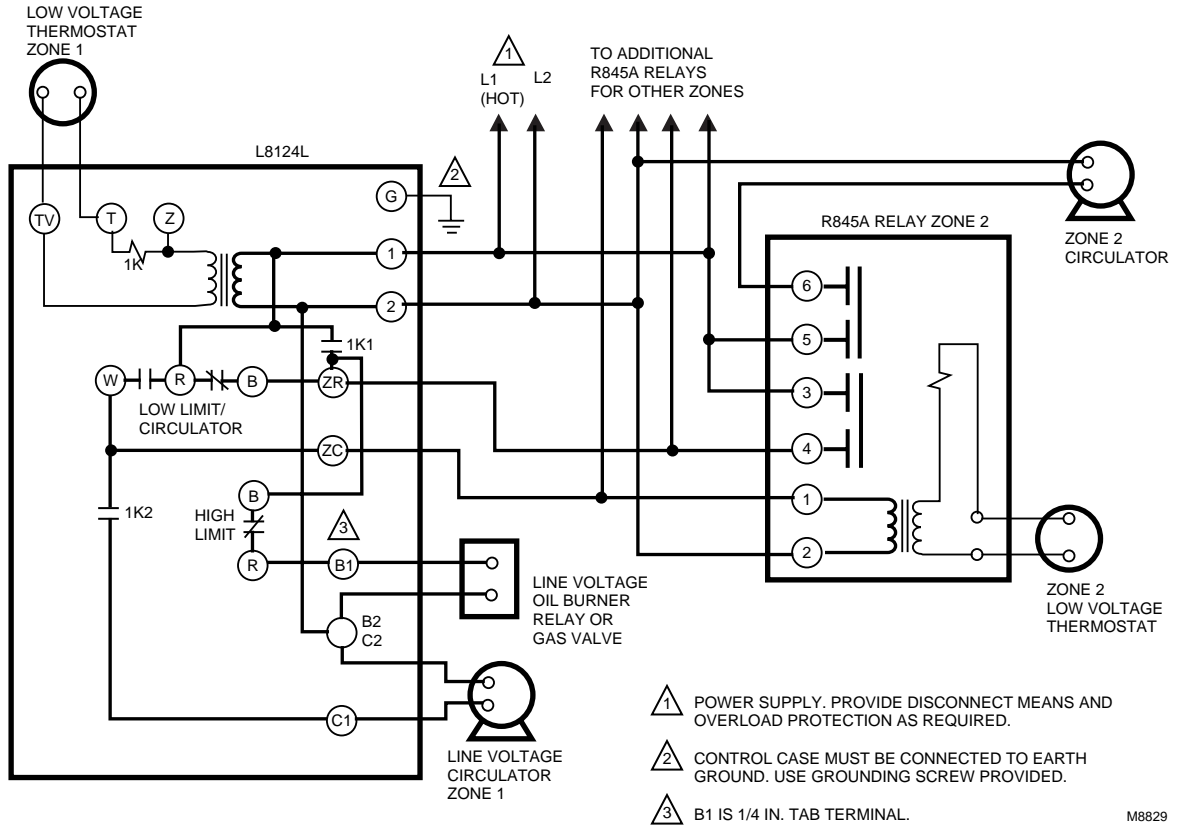 LOW VOLTAGE
THERMOSTAT
ZONE 1
1
L1
(HOT)
L2
TO ADDITIONAL
R845A RELAYS
FOR OTHER ZONES
L8124L
2
G
TV
T
Z
1K
1
2
1K1
W
R
B
ZR
LOW LIMIT/
CIRCULATOR
ZC
1K2
B
HIGH
LIMIT
R
3
B1
B2
C2
C1
LINE VOLTAGE
OIL BURNER
RELAY OR
GAS VALVE
LINE VOLTAGE
CIRCULATOR
ZONE 1
R845A RELAY ZONE 2
6
5
3
4
1
2
ZONE 2
CIRCULATOR
ZONE 2
LOW VOLTAGE
THERMOSTAT
1 POWER SUPPLY. PROVIDE DISCONNECT MEANS AND
OVERLOAD PROTECTION AS REQUIRED.
2 CONTROL CASE MUST BE CONNECTED TO EARTH
GROUND. USE GROUNDING SCREW PROVIDED.
3 B1 IS 1/4 IN. TAB TERMINAL.
M8829